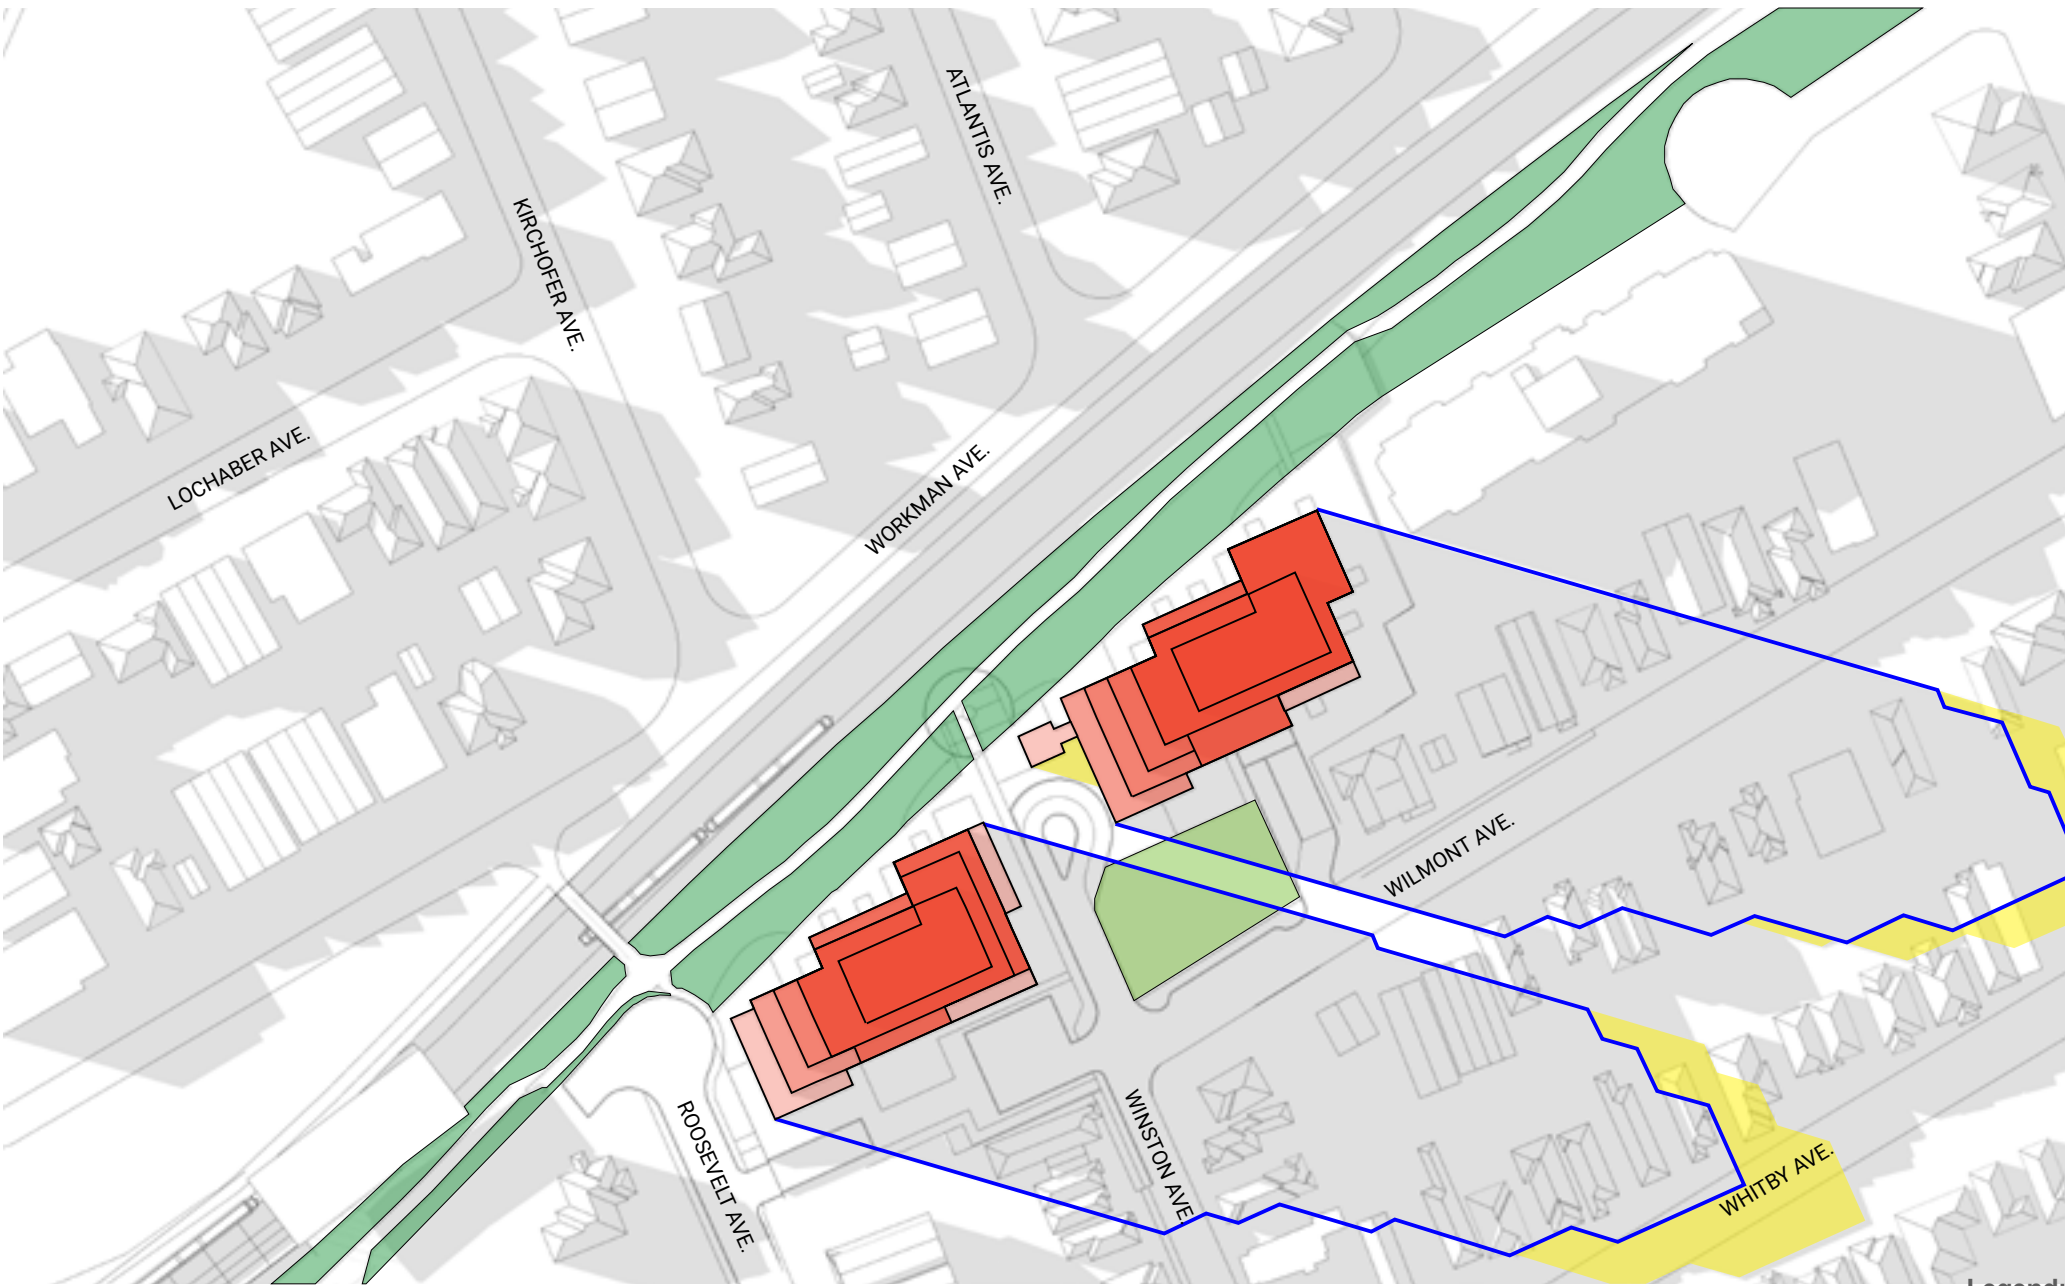 ATLANTIS AVE.
KIRCHOFER AVE.
LOCHABER AVE.
WORKMAN AVE.
WILMONT AVE.
ROOSEVELT AVE.
WINSTON AVE.
WHITBY AVE.